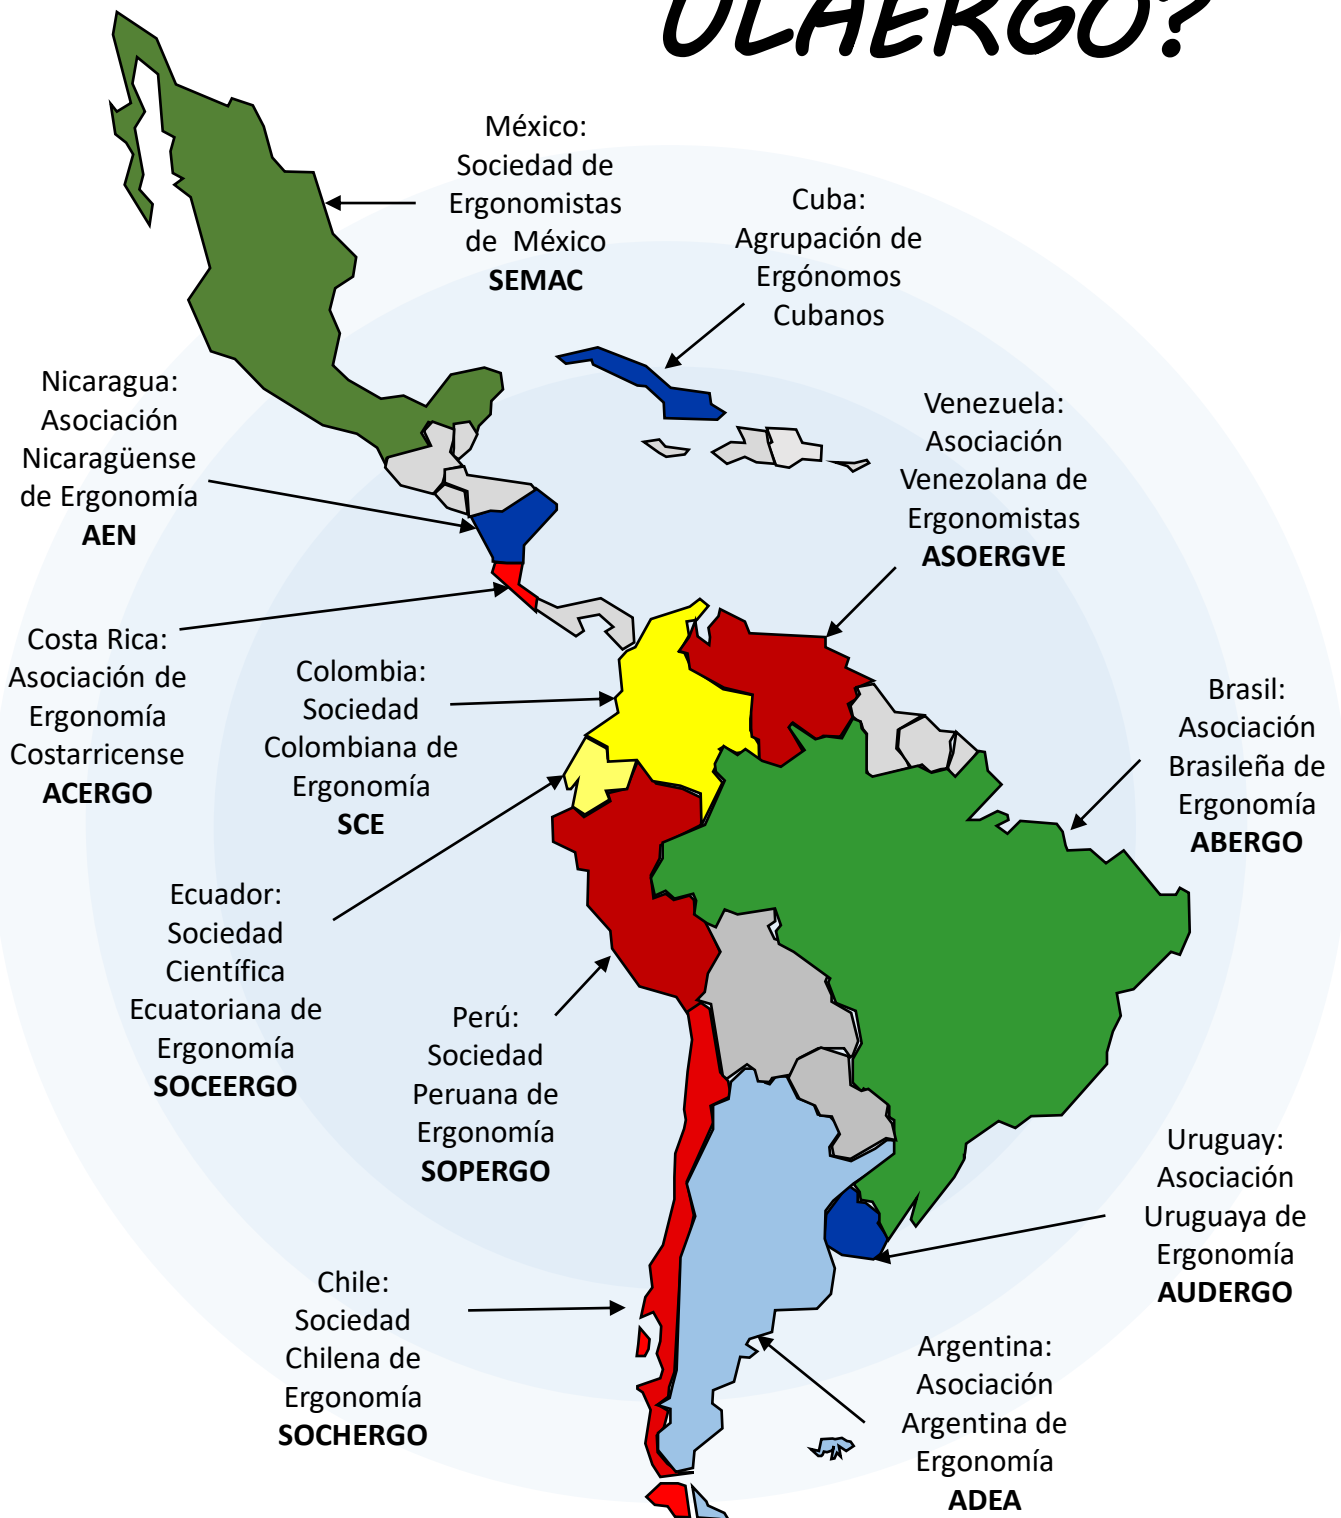 ULAERGO?
México:
Sociedad de
Ergonomistas
de México
SEMAC
Cuba:
Agrupación de
Ergónomos
Cubanos
Nicaragua:
Asociación
Nicaragüense
de Ergonomía
AEN
Venezuela:
Asociación
Venezolana de
Ergonomistas
ASOERGVE
Costa Rica:
Asociación de
Ergonomía
Costarricense
ACERGO
Colombia:
Sociedad
Colombiana de
Ergonomía
SCE
Brasil:
Asociación
Brasileña de
Ergonomía
ABERGO
Ecuador:
Sociedad
Científica
Ecuatoriana de
Ergonomía
SOCEERGO
Perú:
Sociedad
Peruana de
Ergonomía
SOPERGO
Uruguay:
Asociación
Uruguaya de
Ergonomía
AUDERGO
Chile:
Sociedad
Chilena de
Ergonomía
SOCHERGO
Argentina:
Asociación
Argentina de
Ergonomía
ADEA